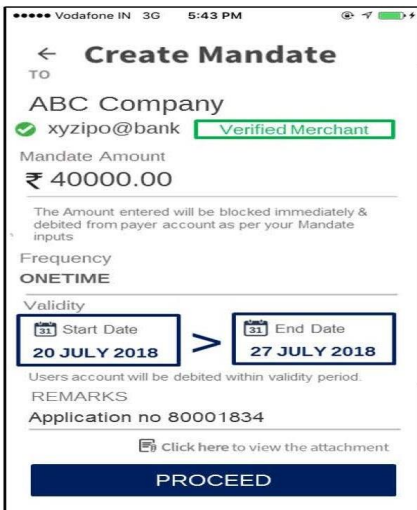 Vodafone IN 3G 5:43 PM
Create Mandate
TO
ABC Company
xyzipo@bank Verified Merchant
Mandate Amount
₹ 40000.00
The Amount entered will be blocked immediately &
debited from payer account as per your Mandate
inputs
Frequency
ONETIME
Validity
31 Start Date > 31 End Date
20 JULY 2018 27 JULY 2018
Users account will be debited within validity period.
REMARKS
Application no 80001834
Click here to view the attachment
PROCEED